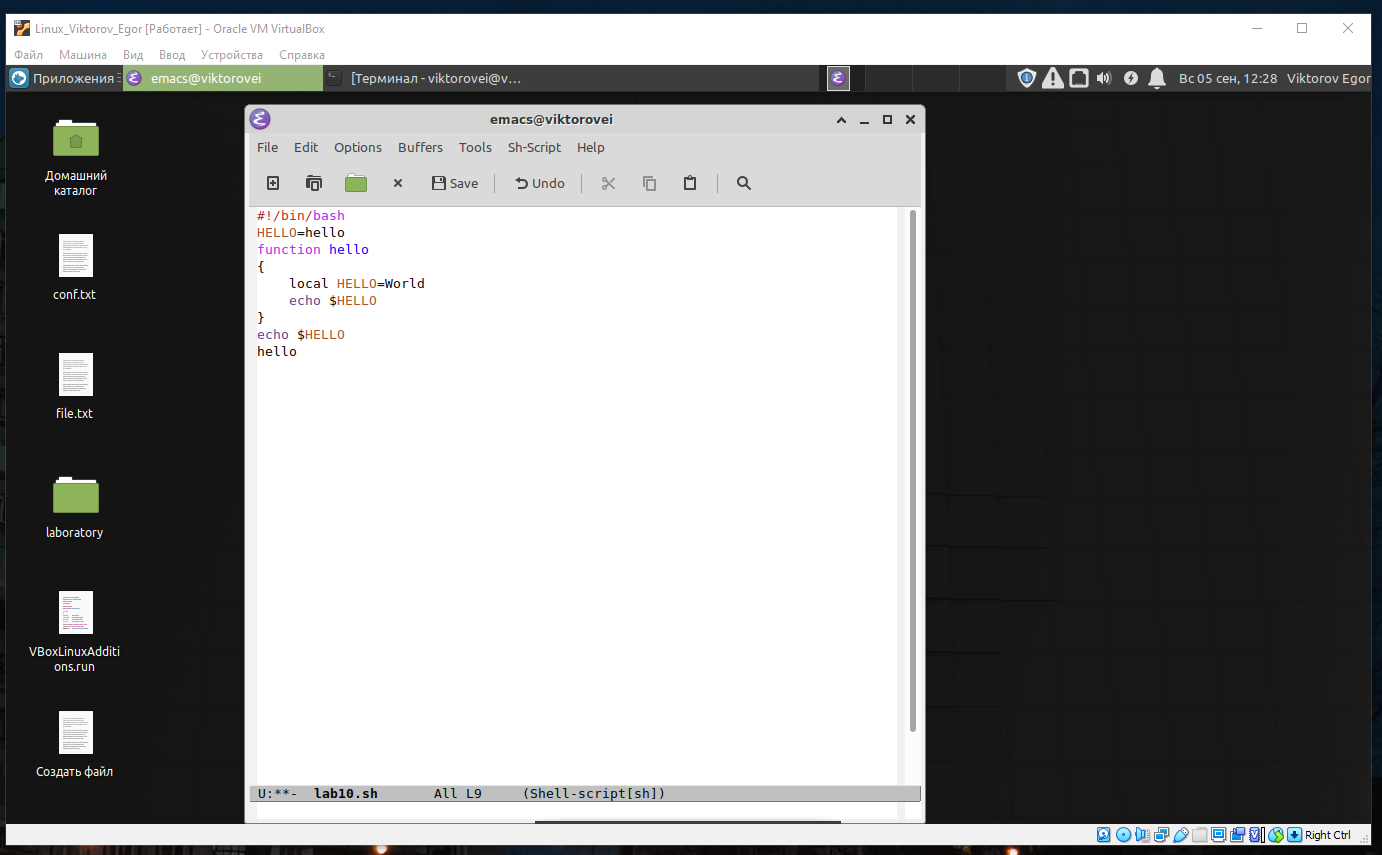 Linux_Viktorov_Egor [Работает] - Oracle VM VirtualBox
Файл Машина Вид Ввод Устройства Справка
Приложения emacs@viktorovei [Терминал - viktorovei@v... Вс 05 сен, 12:28 Viktorov Egor
emacs@viktorovei
File Edit Options Buffers Tools Sh-Script Help
Save Undo
#!/bin/bash
HELLO=hello
function hello
{
    local HELLO=World
    echo $HELLO
}
echo $HELLO
hello
U:**-  lab10.sh       All L9     (Shell-script[sh])
Домашний
каталог
conf.txt
file.txt
laboratory
VBoxLinuxAdditi
ons.run
Создать файл
Right Ctrl